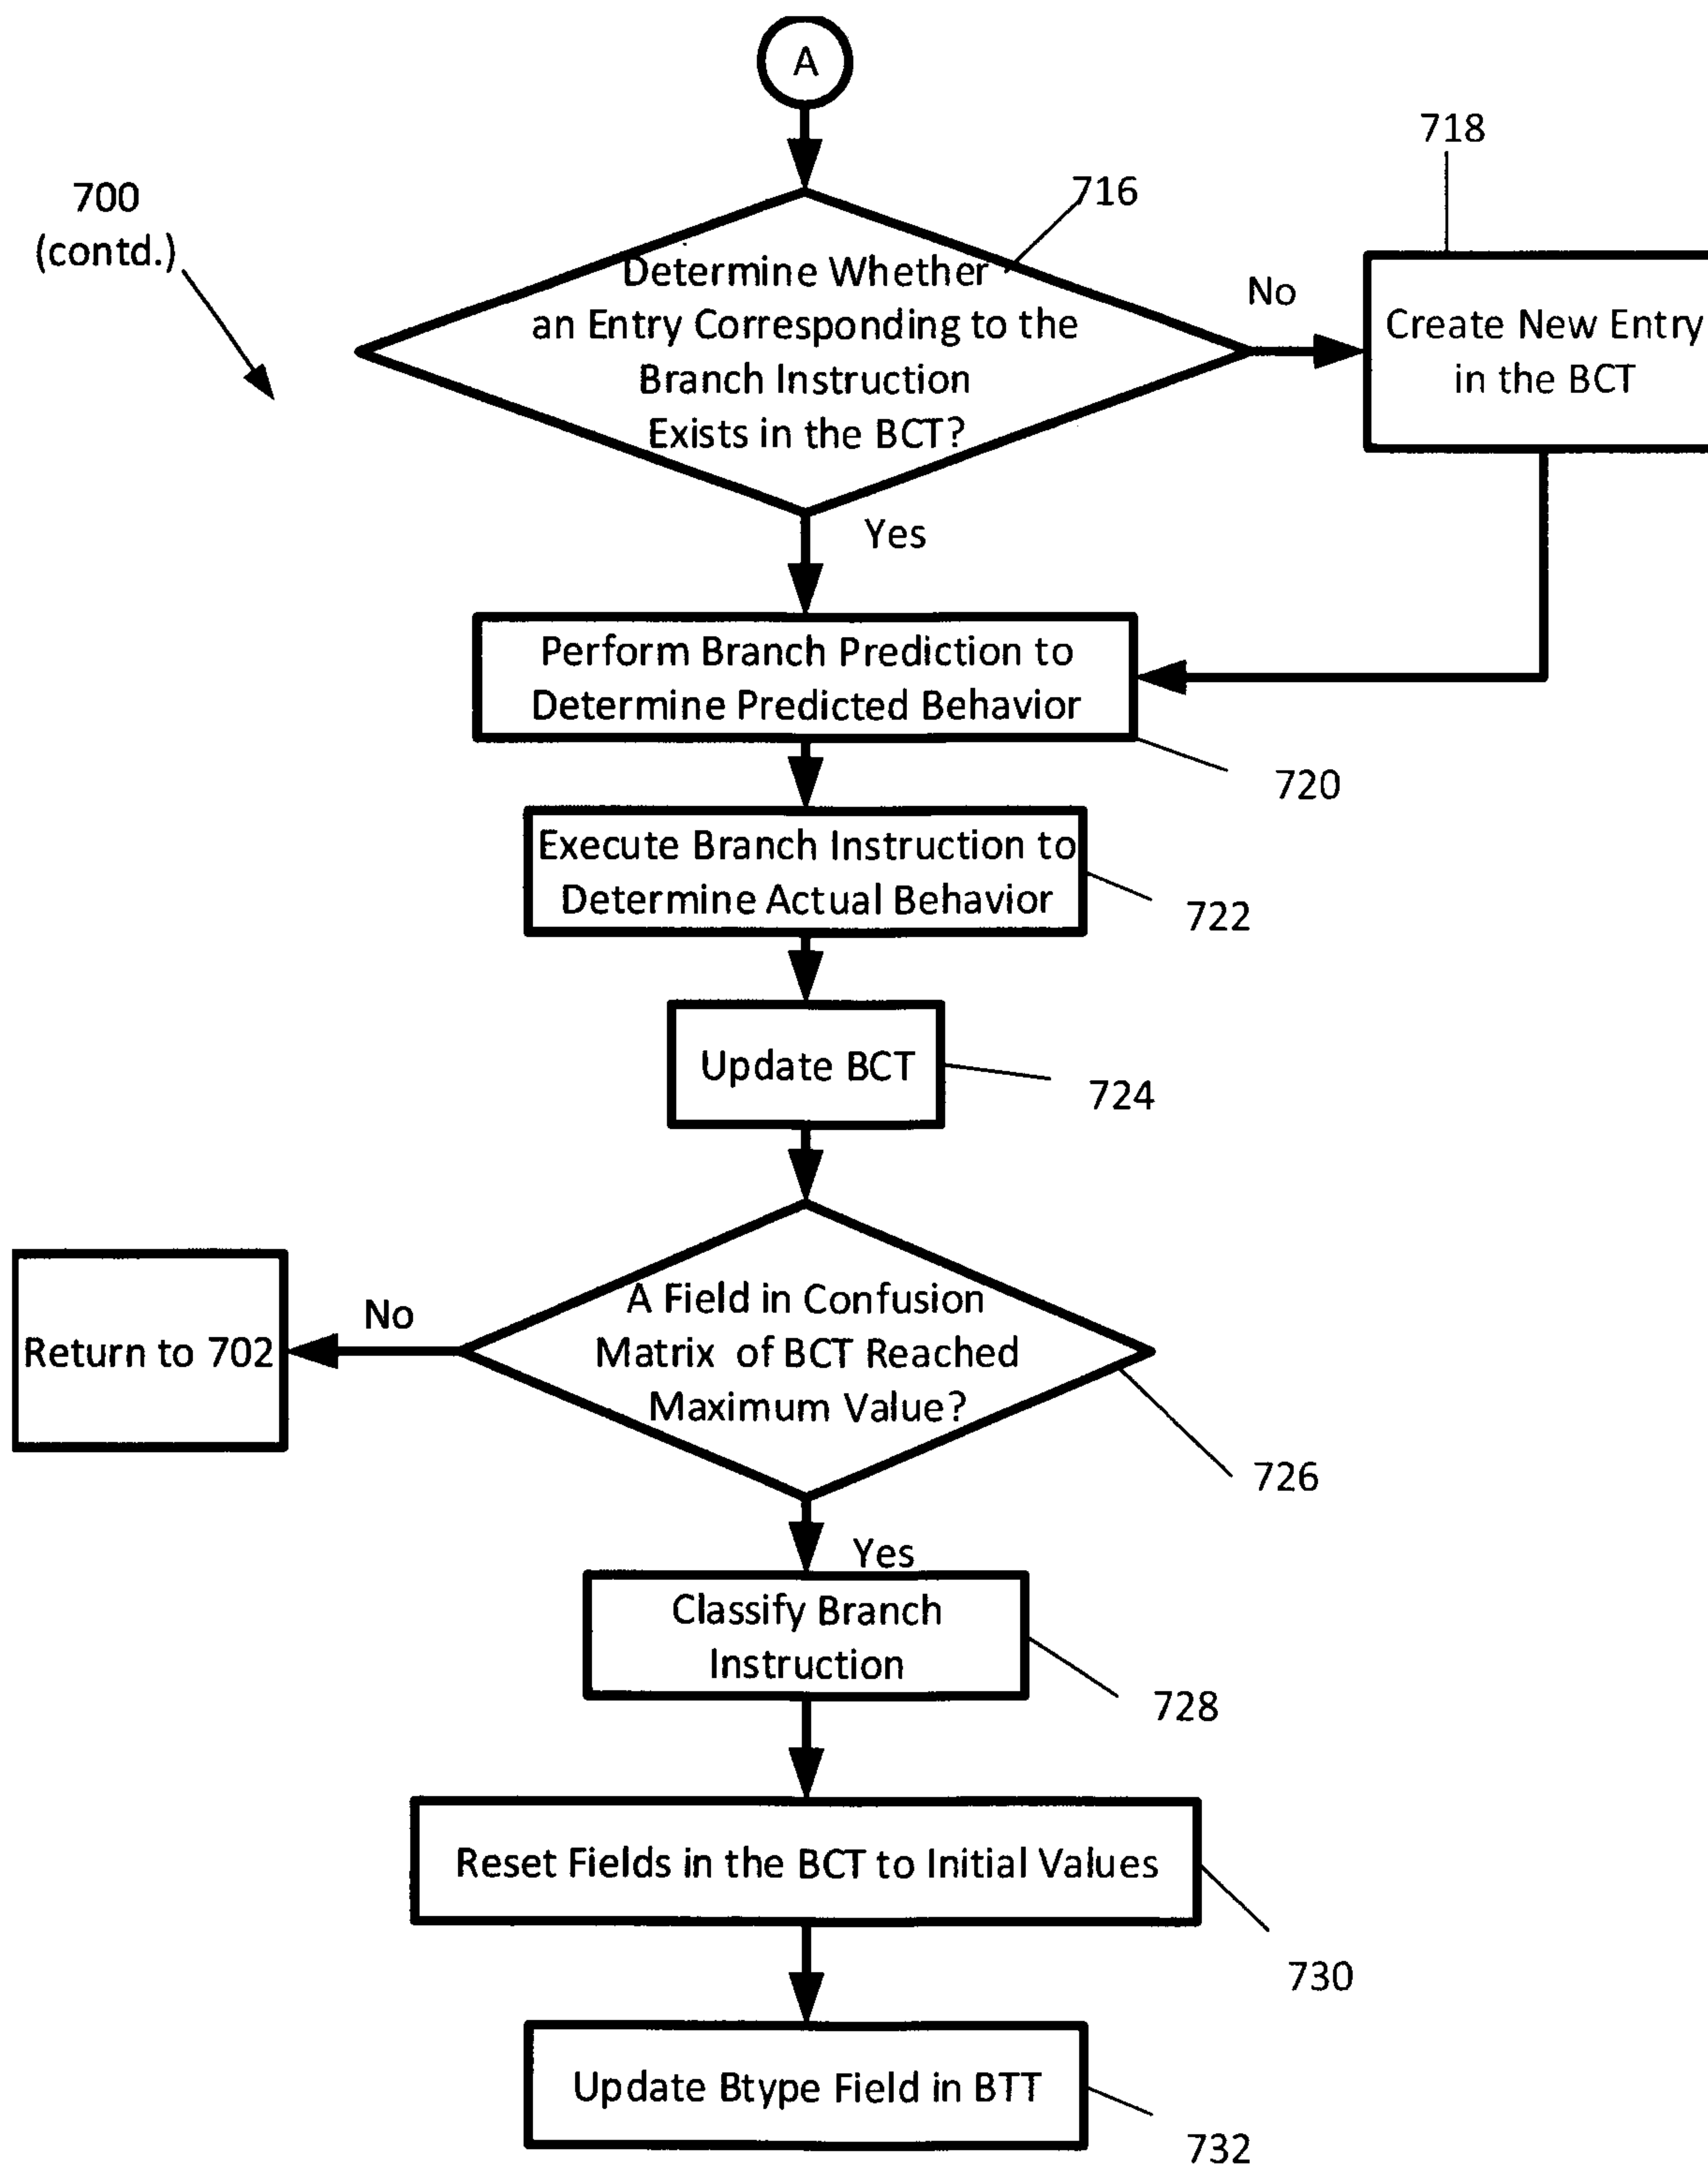 A
700
(contd.)
716
718
Determine Whether
an Entry Corresponding to the
Branch Instruction
Exists in the BCT?
No
Create New Entry
in the BCT
Yes
Perform Branch Prediction to
Determine Predicted Behavior
720
Execute Branch Instruction to
Determine Actual Behavior
722
Update BCT
724
A Field in Confusion
Matrix of BCT Reached
Maximum Value?
726
No
Return to 702
Yes
Classify Branch
Instruction
728
Reset Fields in the BCT to Initial Values
730
Update Btype Field in BTT
732